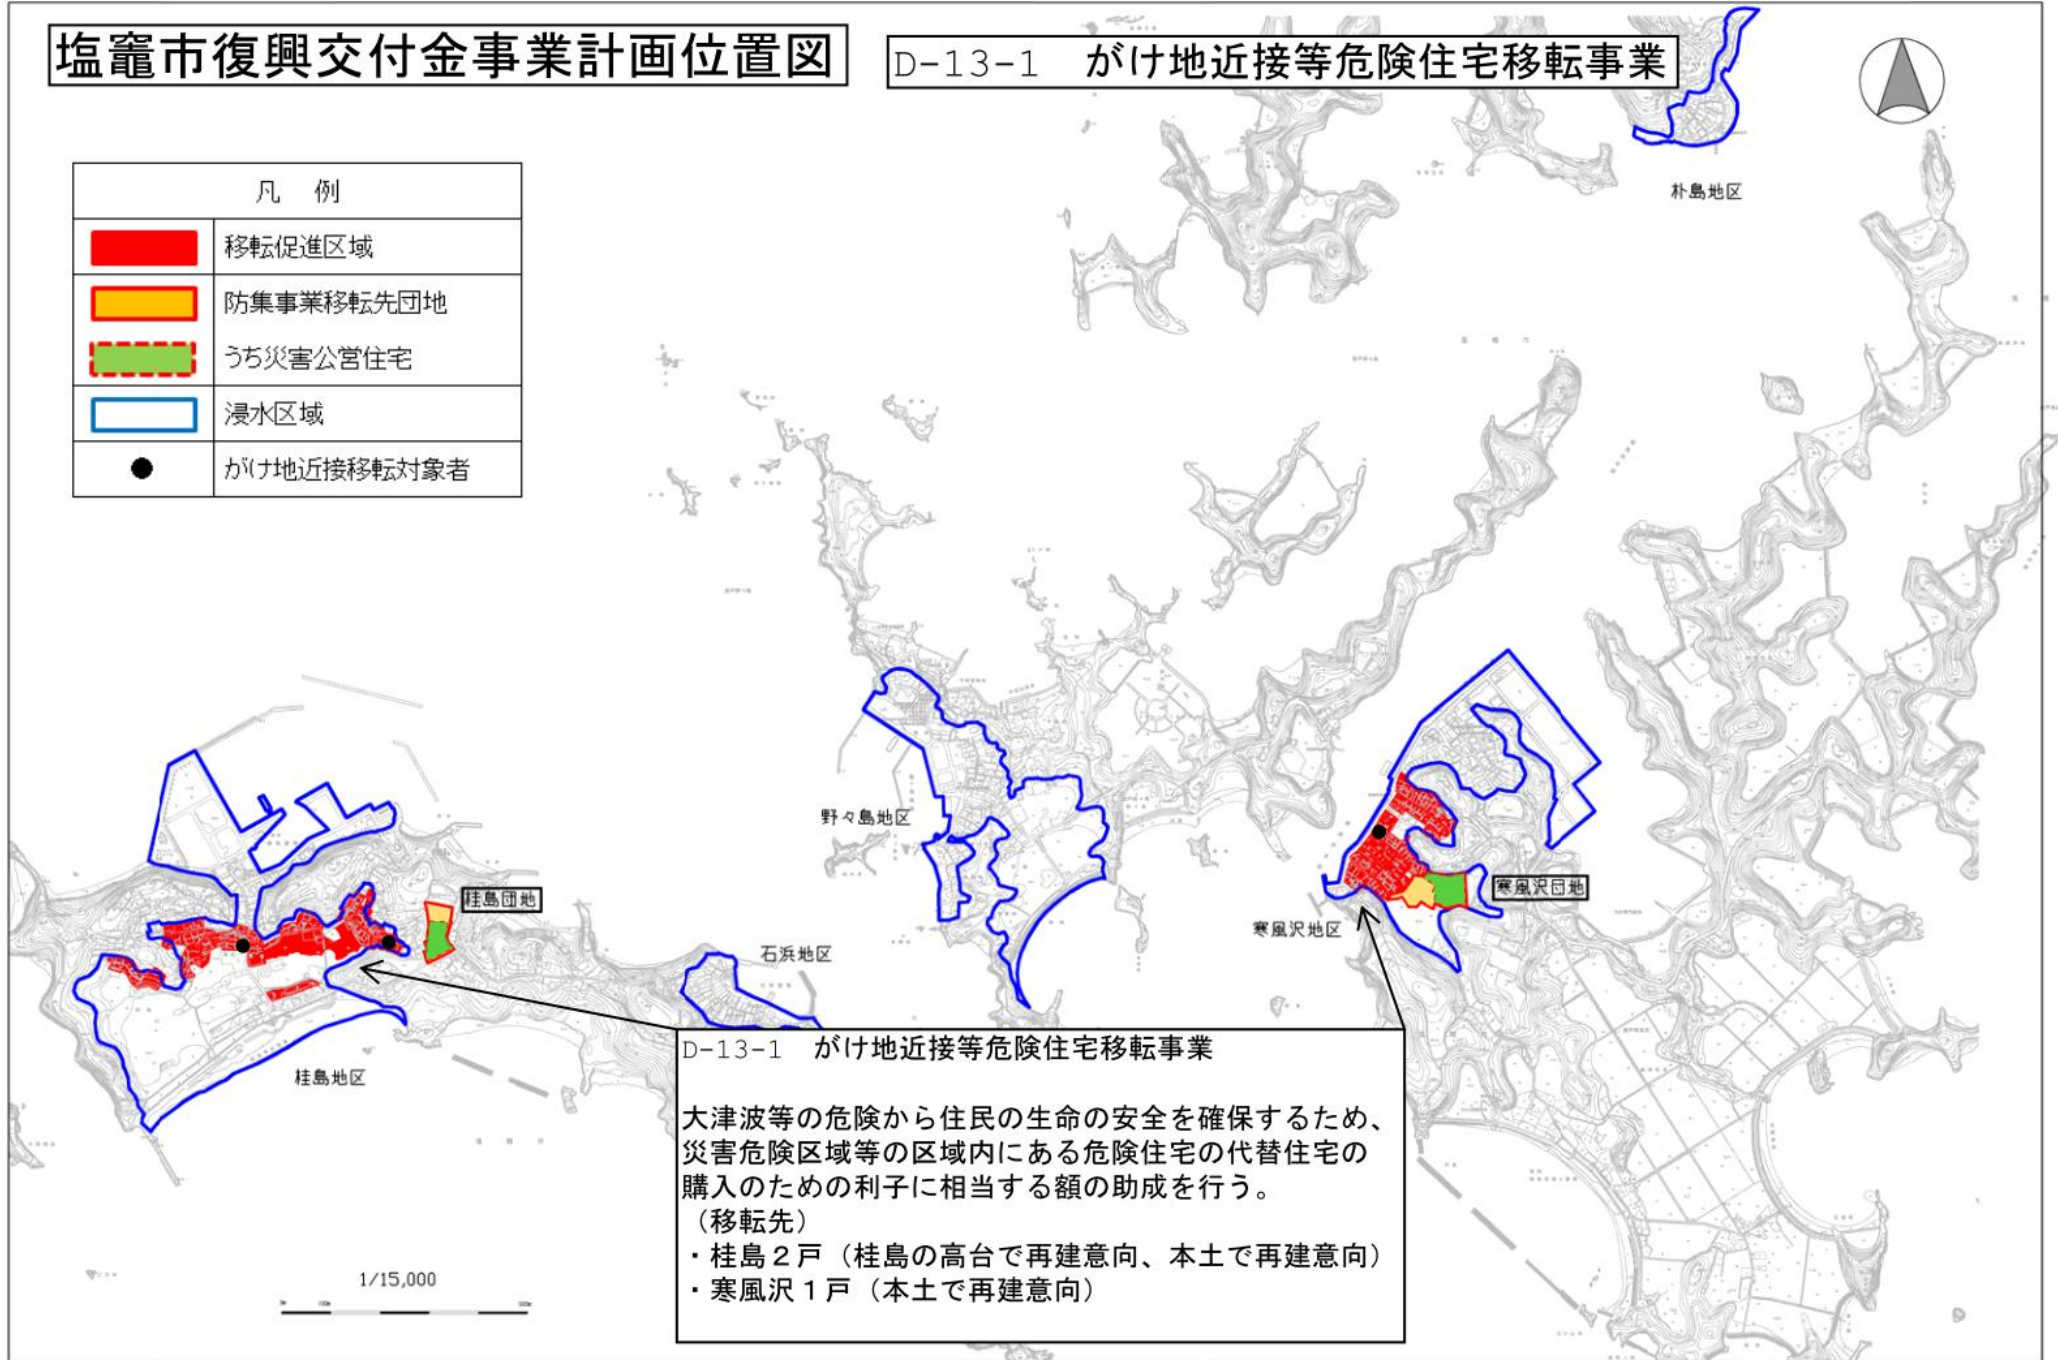 塩竈市復興交付金事業計画位置図
D-13-1　がけ地近接等危険住宅移転事業
凡　例
移転促進区域
防集事業移転先団地
うち災害公営住宅
浸水区域
がけ地近接移転対象者
朴島地区
野々島地区
桂島団地
寒風沢団地
寒風沢地区
石浜地区
桂島地区
D-13-1　がけ地近接等危険住宅移転事業
大津波等の危険から住民の生命の安全を確保するため、
災害危険区域等の区域内にある危険住宅の代替住宅の
購入のための利子に相当する額の助成を行う。
（移転先）
・桂島２戸（桂島の高台で再建意向、本土で再建意向）
・寒風沢１戸（本土で再建意向）
1/15,000